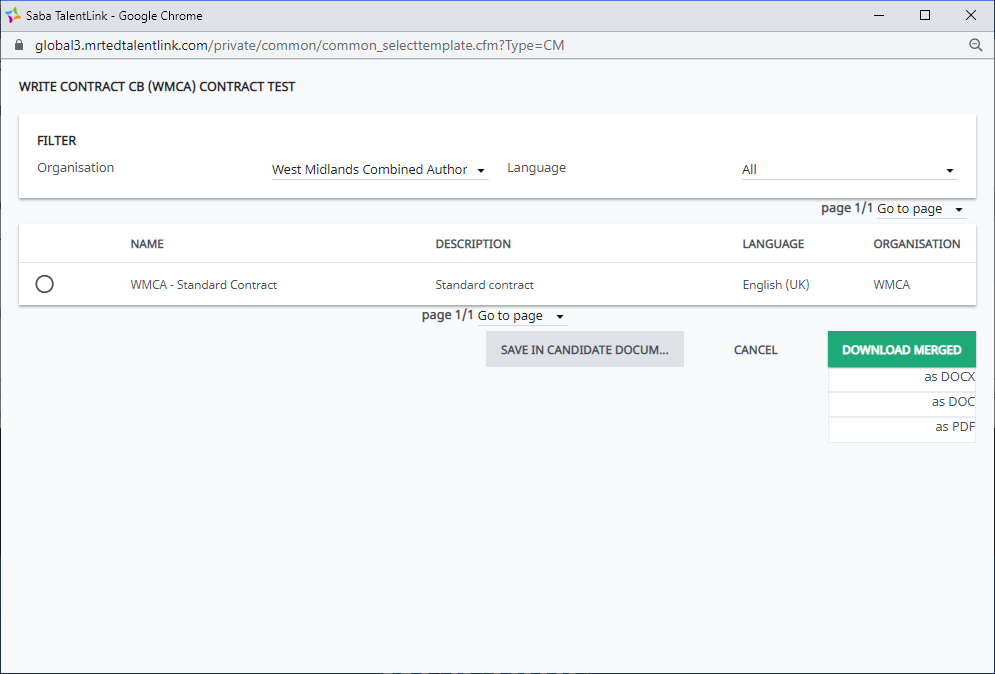 Saba TalentLink - Google Chrome
global3.mrtedtalentlink.com/private/common/common_selecttemplate.cfm?Type=CM
WRITE CONTRACT CB (WMCA) CONTRACT TEST
FILTER
Organisation West Midlands Combined Author Language All
page 1/1 Go to page
NAME DESCRIPTION LANGUAGE ORGANISATION
WMCA - Standard Contract Standard contract English (UK) WMCA
page 1/1 Go to page
SAVE IN CANDIDATE DOCUM... CANCEL DOWNLOAD MERGED
as DOCX
as DOC
as PDF